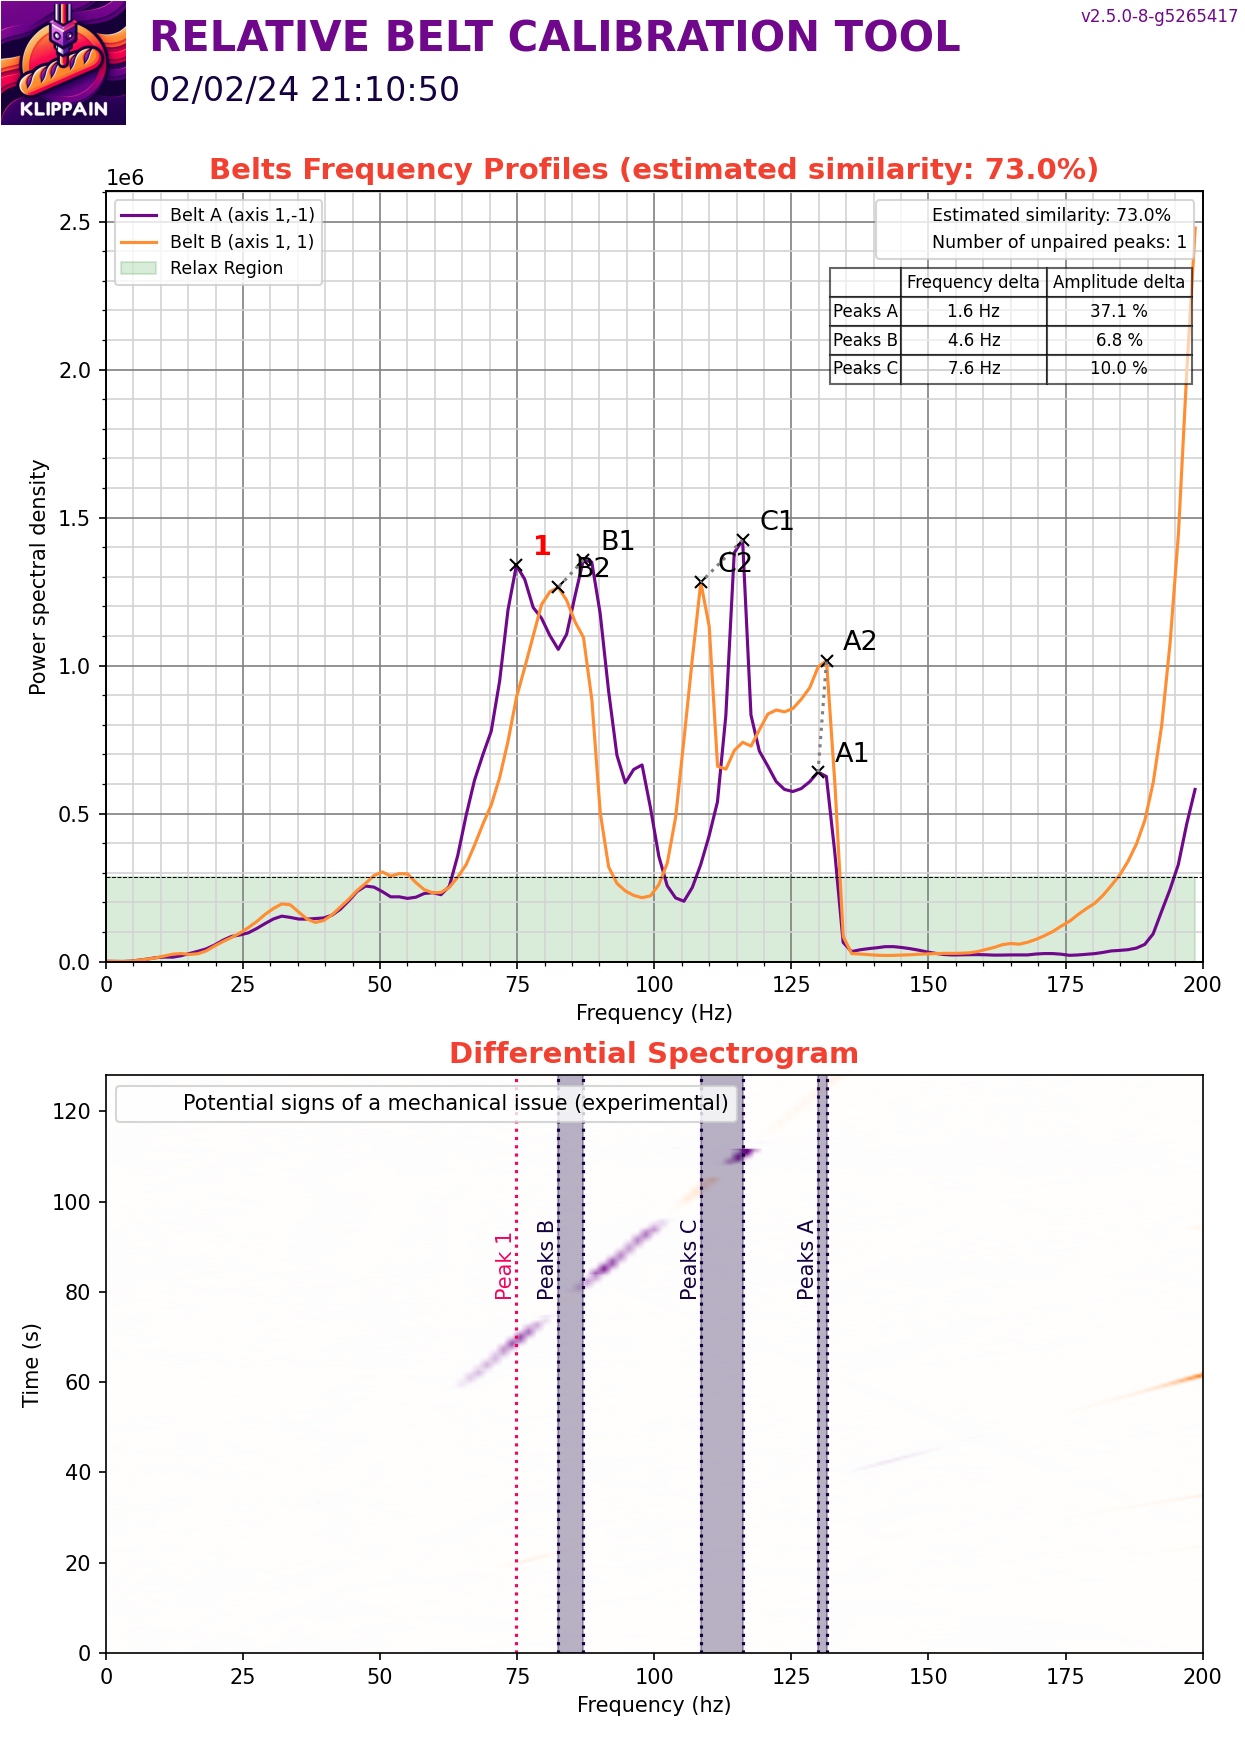 v2.5.0-8-g5265417
RELATIVE BELT CALIBRATION TOOL
02/02/24 21:10:50
KLIPPAIN
Belts Frequency Profiles (estimated similarity: 73.0%)
1e6
Belt A (axis 1,-1)
Belt B (axis 1, 1)
Relax Region
Estimated similarity: 73.0%
Number of unpaired peaks: 1
Frequency delta Amplitude delta
Peaks A 1.6 Hz 37.1 %
Peaks B 4.6 Hz 6.8 %
Peaks C 7.6 Hz 10.0 %
2.5
2.0
1.5
1.0
0.5
0.0
Power spectral density
1
B1
B2
C1
C2
A2
A1
0 25 50 75 100 125 150 175 200
Frequency (Hz)
Differential Spectrogram
Potential signs of a mechanical issue (experimental)
120
100
80
60
40
20
0
Time (s)
Peak 1
Peaks B
Peaks C
Peaks A
0 25 50 75 100 125 150 175 200
Frequency (hz)